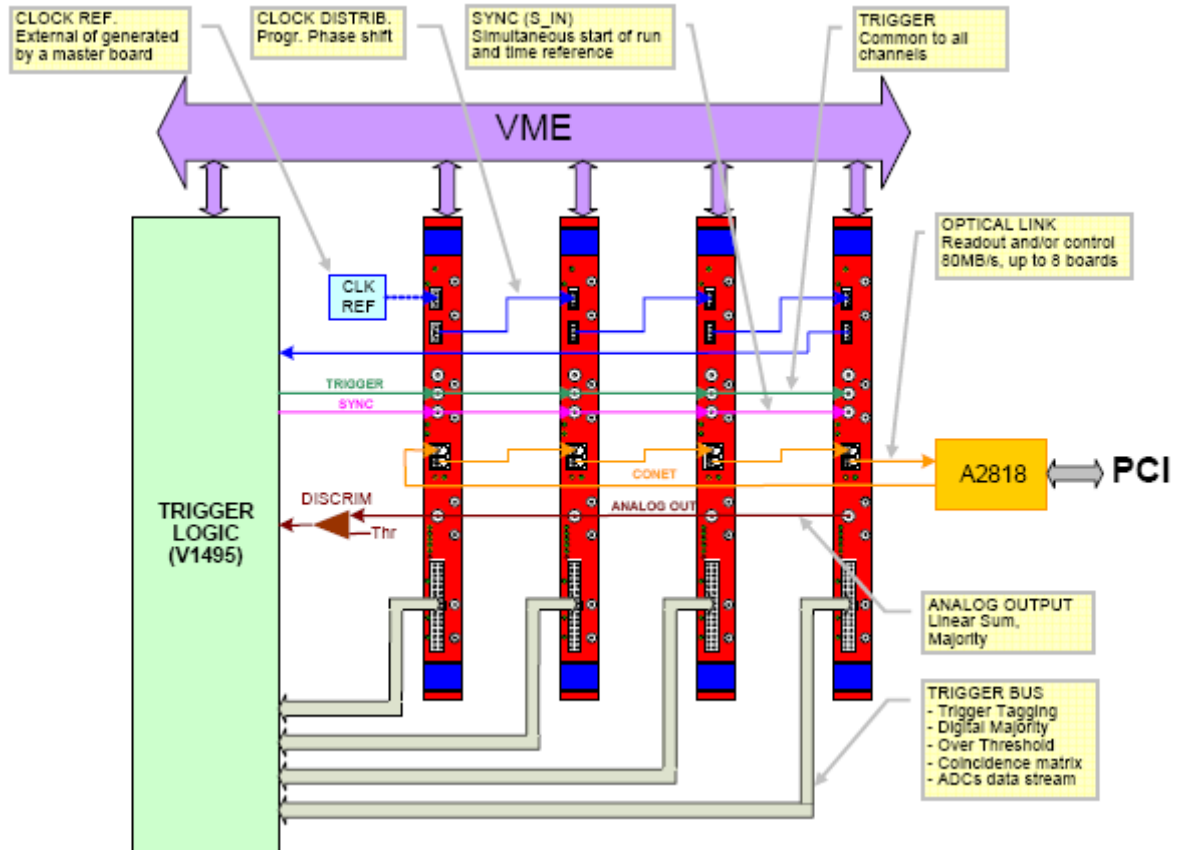 CLOCK REF.
External of generated
by a master board
CLOCK DISTRIB.
Progr. Phase shift
SYNC (S_IN)
Simultaneous start of run
and time reference
TRIGGER
Common to all
channels
VME
OPTICAL LINK
Readout and/or control
80MB/s, up to 8 boards
CLK
REF
TRIGGER
SYNC
CONET
A2818
PCI
DISCRIM
ANALOG OUT
Thr
TRIGGER
LOGIC
(V1495)
ANALOG OUTPUT
Linear Sum,
Majority
TRIGGER BUS
- Trigger Tagging
- Digital Majority
- Over Threshold
- Coincidence matrix
- ADCs data stream